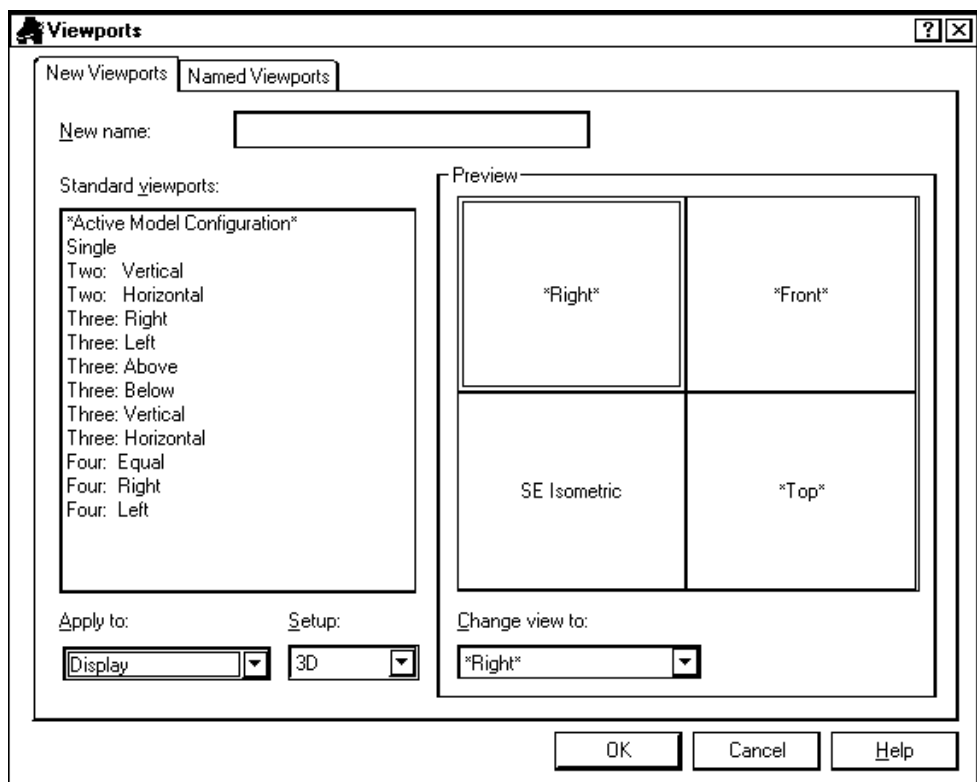 Viewports
New Viewports
Named Viewports
New name:
Standard viewports:
*Active Model Configuration*
Single
Two: Vertical
Two: Horizontal
Three: Right
Three: Left
Three: Above
Three: Below
Three: Vertical
Three: Horizontal
Four: Equal
Four: Right
Four: Left
Apply to:
Display
Setup:
3D
Preview
*Right*
*Front*
SE Isometric
*Top*
Change view to:
*Right*
OK
Cancel
Help